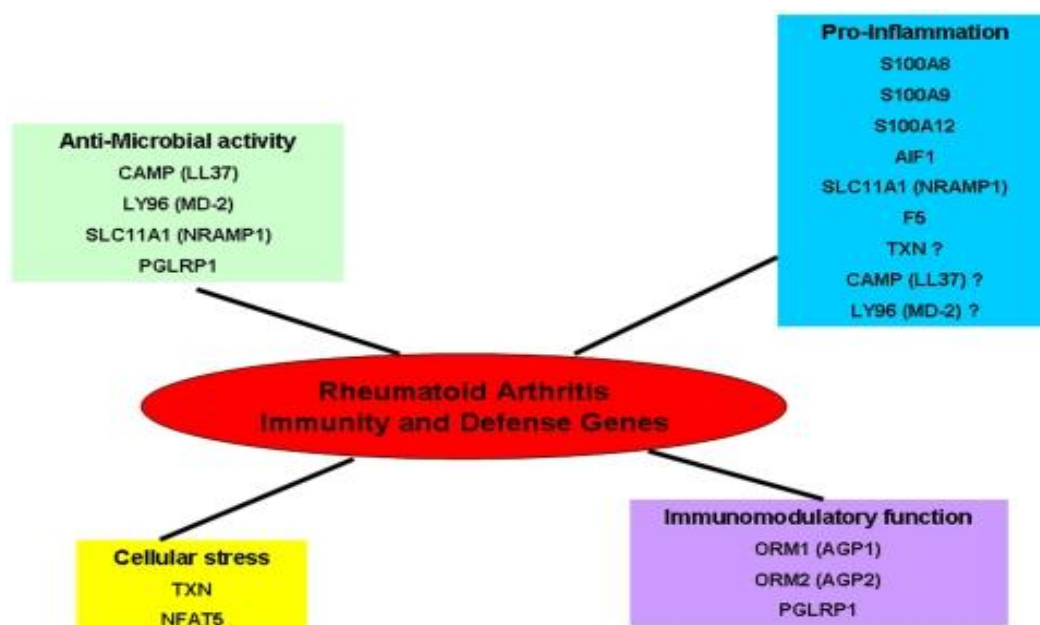 Anti-Microbial activity
CAMP (LL37)
LY96 (MD-2)
SLC11A1 (NRAMP1)
PGLRP1
Pro-Inflammation
S100A8
S100A9
S100A12
AIF1
SLC11A1 (NRAMP1)
F5
TXN ?
CAMP (LL37) ?
LY96 (MD-2) ?
Rheumatoid Arthritis
Immunity and Defense Genes
Cellular stress
TXN
NFAT5
Immunomodulatory function
ORM1 (AGP1)
ORM2 (AGP2)
PGLRP1